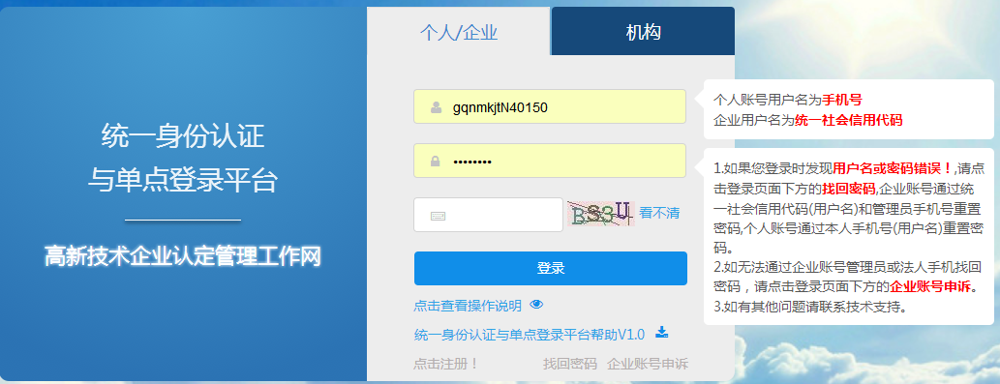 统一身份认证
与单点登录平台
高新技术企业认定管理工作网
个人/企业
机构
gqnmkjtN40150
••••••••
BS3U
看不清
登录
点击查看操作说明
统一身份认证与单点登录平台帮助V1.0
点击注册！
找回密码
企业账号申诉
个人账号用户名为手机号
企业用户名为统一社会信用代码
1.如果您登录时发现用户名或密码错误！,请点
击登录页面下方的找回密码,企业账号通过统
一社会信用代码(用户名)和管理员手机号重置
密码,个人账号通过本人手机号(用户名)重置密
码。
2.如无法通过企业账号管理员或法人手机找回
密码，请点击登录页面下方的企业账号申诉。
3.如有其他问题请联系技术支持。